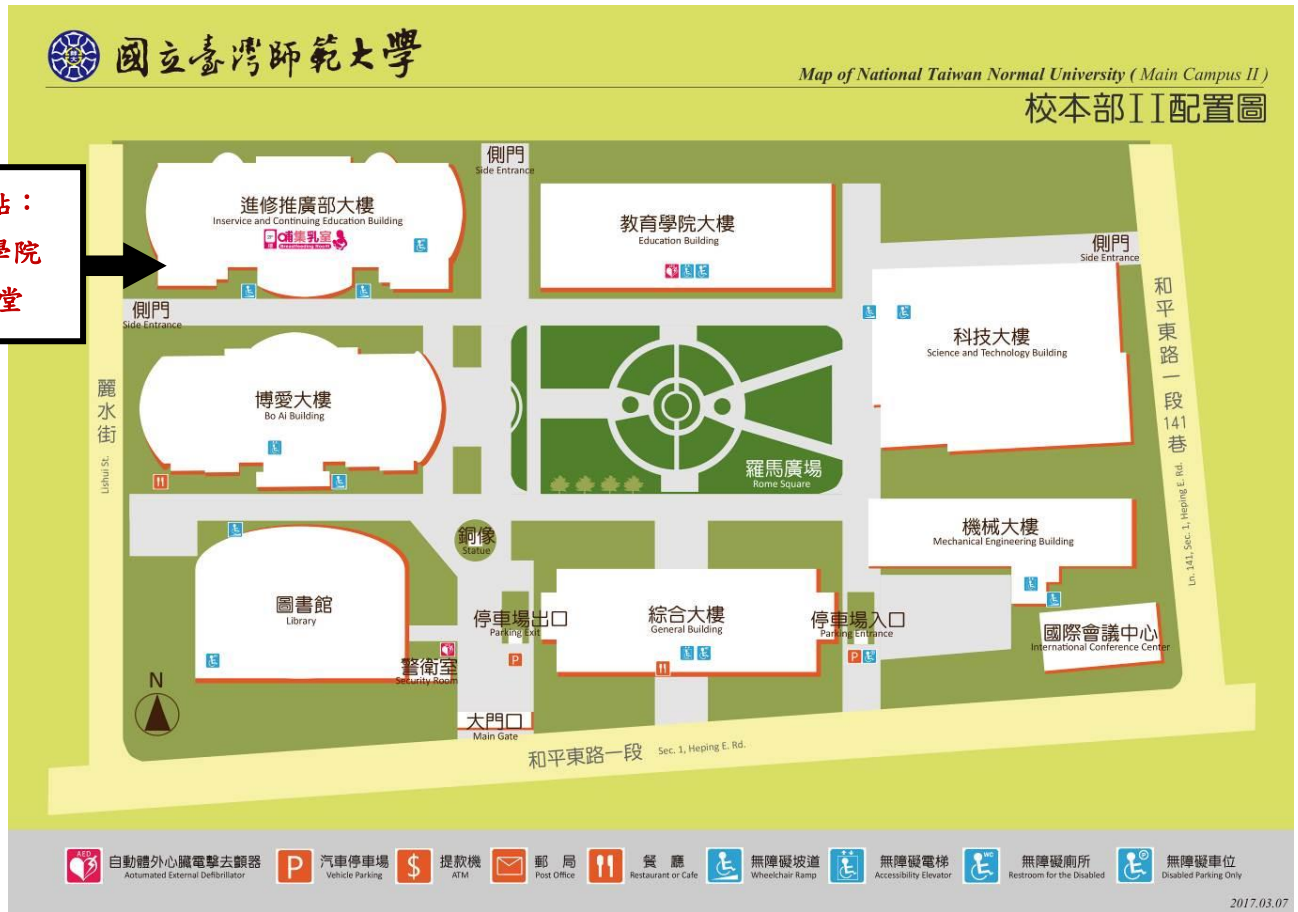 國立臺灣師範大學
Map of National Taiwan Normal University ( Main Campus II )
校本部II配置圖
點：
學院
堂
側門
Side Entrance
進修推廣部大樓
Inservice and Continuing Education Building
哺集乳室
Breastfeeding Room
教育學院大樓
Education Building
側門
Side Entrance
側門
Side Entrance
科技大樓
Science and Technology Building
和平東路一段141巷
Ln. 141, Sec. 1, Heping E. Rd.
麗水街
Lishui St.
博愛大樓
Bo Ai Building
羅馬廣場
Rome Square
銅像
Statue
機械大樓
Mechanical Engineering Building
圖書館
Library
停車場出口
Parking Exit
P
綜合大樓
General Building
停車場入口
Parking Entrance
P
國際會議中心
International Conference Center
警衛室
Security Room
N
大門口
Main Gate
和平東路一段 Sec. 1, Heping E. Rd.
AED
自動體外心臟電擊去顫器
Aotumated External Defibrillator
P
汽車停車場
Vehicle Parking
$
提款機
ATM
郵 局
Post Office
餐 廳
Restaurant or Cafe
無障礙坡道
Wheelchair Ramp
無障礙電梯
Accessibility Elevator
WC
無障礙廁所
Restroom for the Disabled
P
無障礙車位
Disabled Parking Only
2017.03.07